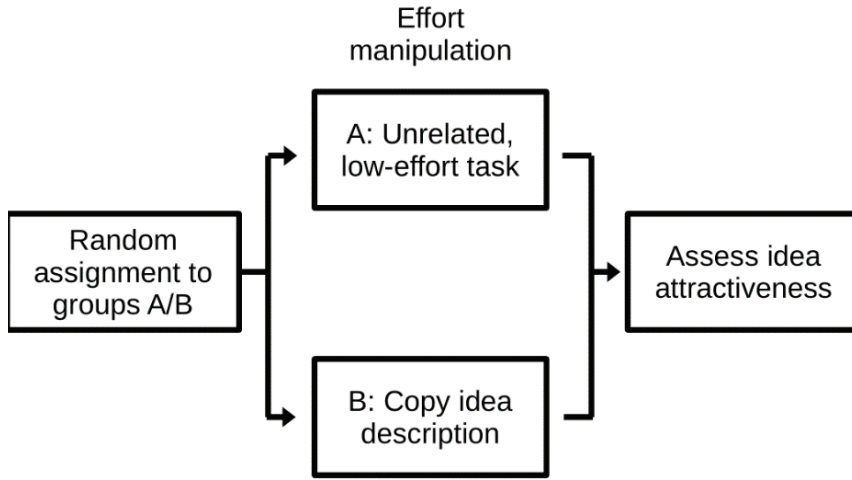 Effort
manipulation
A: Unrelated,
low-effort task
Random
assignment to
groups A/B
Assess idea
attractiveness
B: Copy idea
description